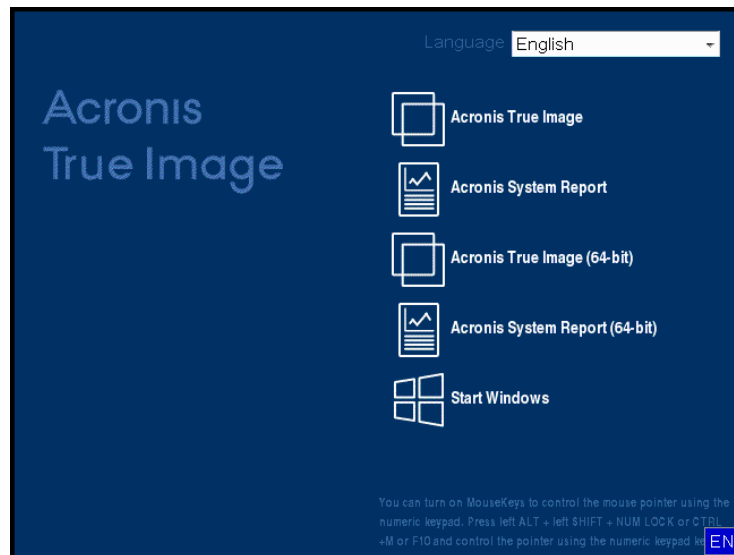 Language English
Acronis
True Image
Acronis True Image
Acronis System Report
Acronis True Image (64-bit)
Acronis System Report (64-bit)
Start Windows
You can turn on MouseKeys to control the mouse pointer using the
numeric keypad. Press left ALT + left SHIFT + NUM LOCK or CTRL
+M or F10 and control the pointer using the numeric keypad
EN